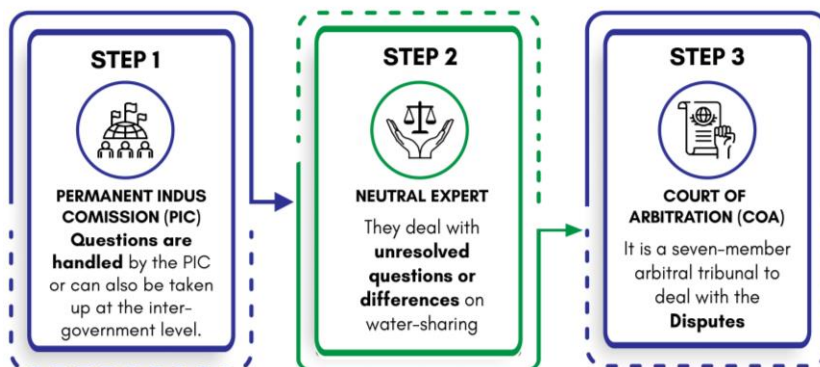 STEP 1
PERMANENT INDUS
COMISSION (PIC)
Questions are
handled by the PIC
or can also be taken
up at the inter-
government level.
STEP 2
NEUTRAL EXPERT
They deal with
unresolved
questions or
differences on
water-sharing
STEP 3
COURT OF
ARBITRATION (COA)
It is a seven-member
arbitral tribunal to
deal with the
Disputes